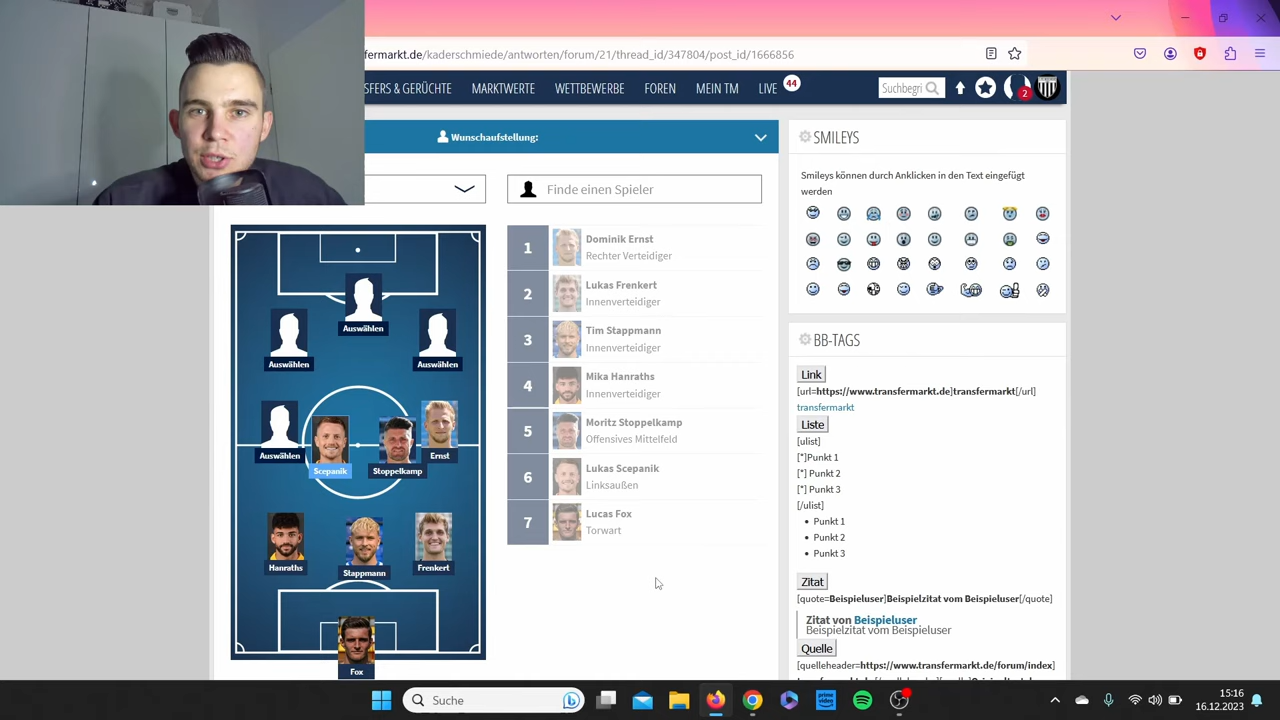 fermarkt.de/kaderschmiede/antworten/forum/21/thread_id/347804/post_id/1666856
SFERS & GERÜCHTE MARKTWERTE WETTBEWERBE FOREN MEIN TM LIVE 44 Suchbegri 2
Wunschaufstellung:
Finde einen Spieler
Auswählen
Auswählen Auswählen
Auswählen Scepanik Stoppelkamp Ernst
Hanraths Stappmann Frenkert
Fox
1 Dominik Ernst
Rechter Verteidiger
2 Lukas Frenkert
Innenverteidiger
3 Tim Stappmann
Innenverteidiger
4 Mika Hanraths
Innenverteidiger
5 Moritz Stoppelkamp
Offensives Mittelfeld
6 Lukas Scepanik
Linksaußen
7 Lucas Fox
Torwart
SMILEYS
Smileys können durch Anklicken in den Text eingefügt
werden
BB-TAGS
Link
[url=https://www.transfermarkt.de]transfermarkt[/url]
transfermarkt
Liste
[ulist]
[*]Punkt 1
[*] Punkt 2
[*] Punkt 3
[/ulist]
• Punkt 1
• Punkt 2
• Punkt 3
Zitat
[quote=Beispieluser]Beispielzitat vom Beispieluser[/quote]
Zitat von Beispieluser
Beispielzitat vom Beispieluser
Quelle
[quelleheader=https://www.transfermarkt.de/forum/index]
Suche
15:16
16.12.2023